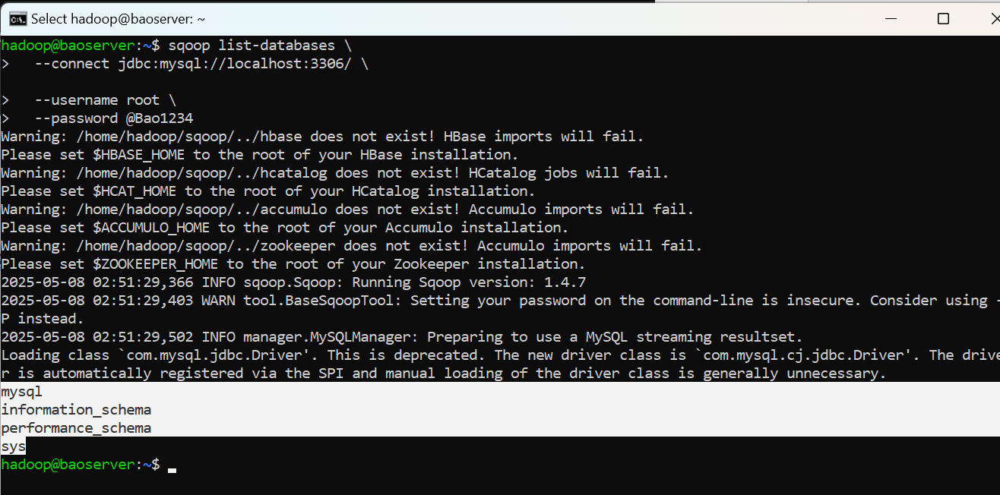 Select hadoop@baoserver: ~
hadoop@baoserver:~$ sqoop list-databases \
>   --connect jdbc:mysql://localhost:3306/ \
>   --username root \
>   --password @Bao1234
Warning: /home/hadoop/sqoop/../hbase does not exist! HBase imports will fail.
Please set $HBASE_HOME to the root of your HBase installation.
Warning: /home/hadoop/sqoop/../hcatalog does not exist! HCatalog jobs will fail.
Please set $HCAT_HOME to the root of your HCatalog installation.
Warning: /home/hadoop/sqoop/../accumulo does not exist! Accumulo imports will fail.
Please set $ACCUMULO_HOME to the root of your Accumulo installation.
Warning: /home/hadoop/sqoop/../zookeeper does not exist! Accumulo imports will fail.
Please set $ZOOKEEPER_HOME to the root of your Zookeeper installation.
2025-05-08 02:51:29,366 INFO sqoop.Sqoop: Running Sqoop version: 1.4.7
2025-05-08 02:51:29,403 WARN tool.BaseSqoopTool: Setting your password on the command-line is insecure. Consider using -
P instead.
2025-05-08 02:51:29,502 INFO manager.MySQLManager: Preparing to use a MySQL streaming resultset.
Loading class `com.mysql.jdbc.Driver'. This is deprecated. The new driver class is `com.mysql.cj.jdbc.Driver'. The drive
r is automatically registered via the SPI and manual loading of the driver class is generally unnecessary.
mysql
information_schema
performance_schema
sys
hadoop@baoserver:~$